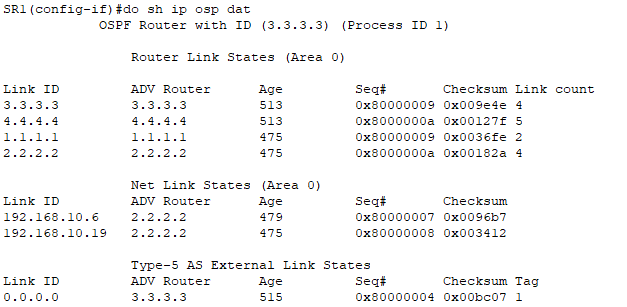 SR1(config-if)#do sh ip osp dat
OSPF Router with ID (3.3.3.3) (Process ID 1)
Router Link States (Area 0)
Link ID ADV Router Age Seq# Checksum Link count
3.3.3.3 3.3.3.3 513 0x80000009 0x009e4e 4
4.4.4.4 4.4.4.4 513 0x8000000a 0x00127f 5
1.1.1.1 1.1.1.1 475 0x80000009 0x0036fe 2
2.2.2.2 2.2.2.2 475 0x8000000a 0x00182a 4
Net Link States (Area 0)
Link ID ADV Router Age Seq# Checksum
192.168.10.6 2.2.2.2 479 0x80000007 0x0096b7
192.168.10.19 2.2.2.2 475 0x80000008 0x003412
Type-5 AS External Link States
Link ID ADV Router Age Seq# Checksum Tag
0.0.0.0 3.3.3.3 515 0x80000004 0x00bc07 1